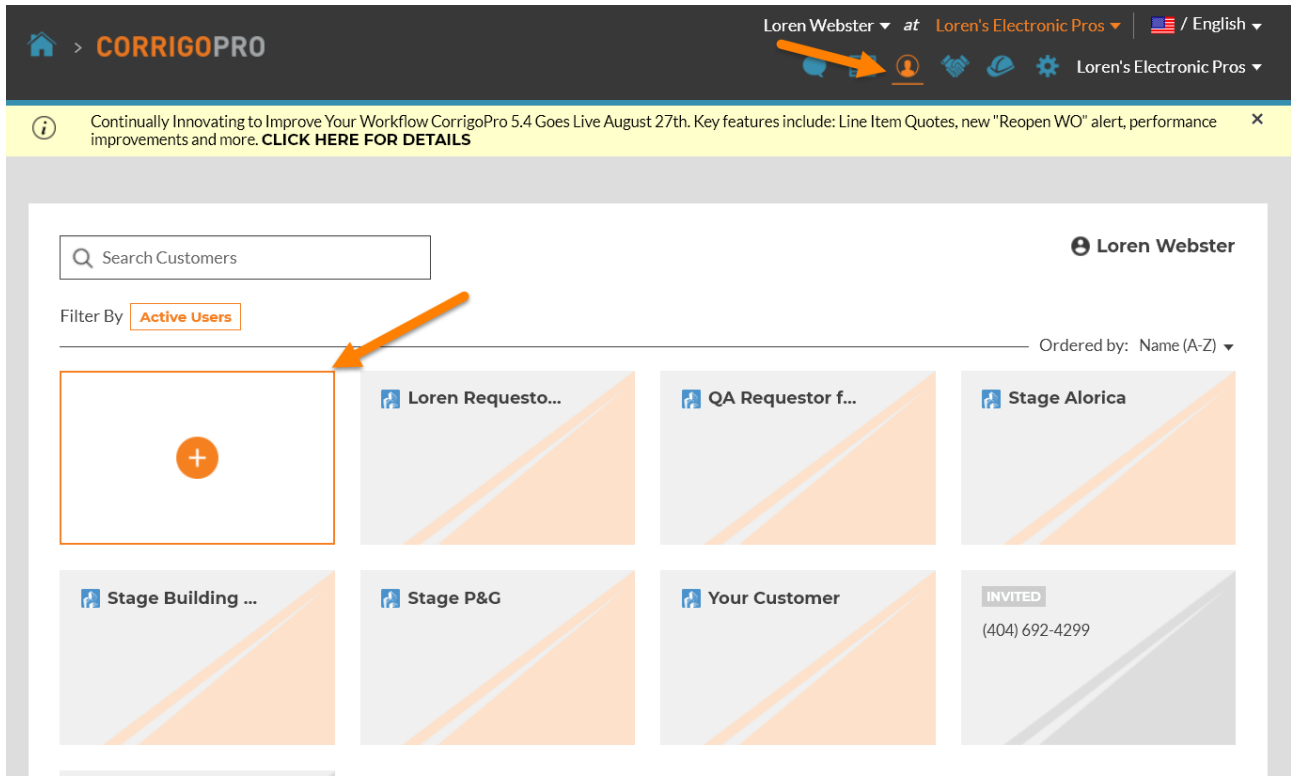 Loren Webster at Loren's Electronic Pros / English
> CORRIGOPRO
Loren's Electronic Pros
Continually Innovating to Improve Your Workflow CorrigoPro 5.4 Goes Live August 27th. Key features include: Line Item Quotes, new "Reopen WO" alert, performance
improvements and more. CLICK HERE FOR DETAILS
Search Customers
Loren Webster
Filter By Active Users
Ordered by: Name (A-Z)
Loren Requesto...
QA Requestor f...
Stage Alorica
Stage Building ...
Stage P&G
Your Customer
INVITED
(404) 692-4299